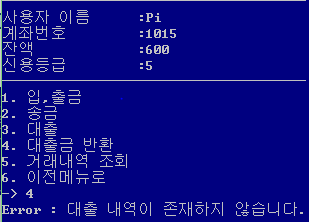 사용자 이름 :Pi
계좌번호 :1015
잔액 :600
신용등급 :5
1. 입,출금
2. 송금
3. 대출
4. 대출금 반환
5. 거래내역 조회
6. 이전메뉴로
-> 4
Error : 대출 내역이 존재하지 않습니다.